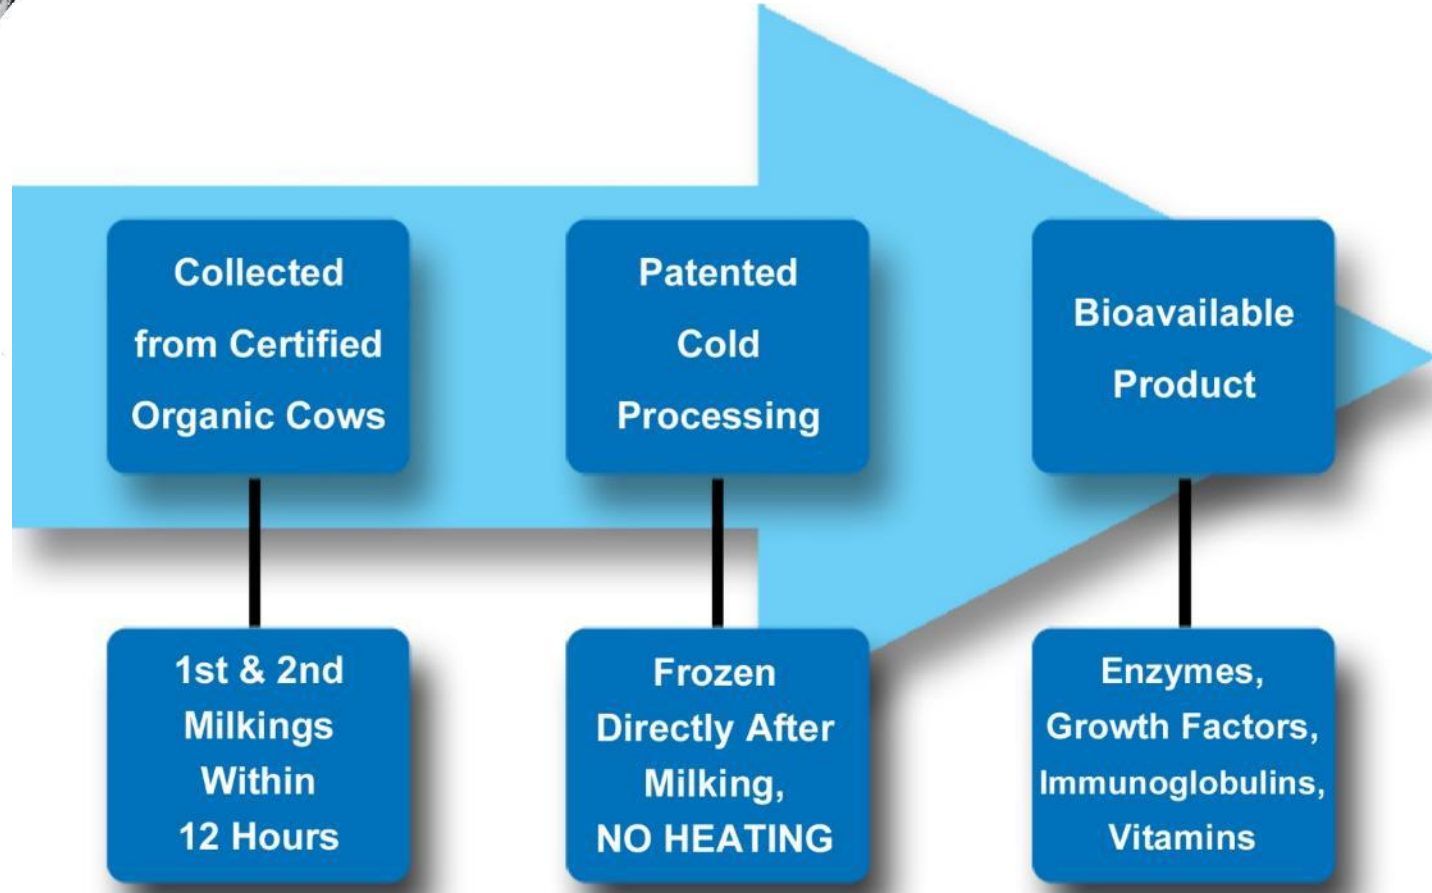 Collected
from Certified
Organic Cows
Patented
Cold
Processing
Bioavailable
Product
1st & 2nd
Milkings
Within
12 Hours
Frozen
Directly After
Milking,
NO HEATING
Enzymes,
Growth Factors,
Immunoglobulins,
Vitamins